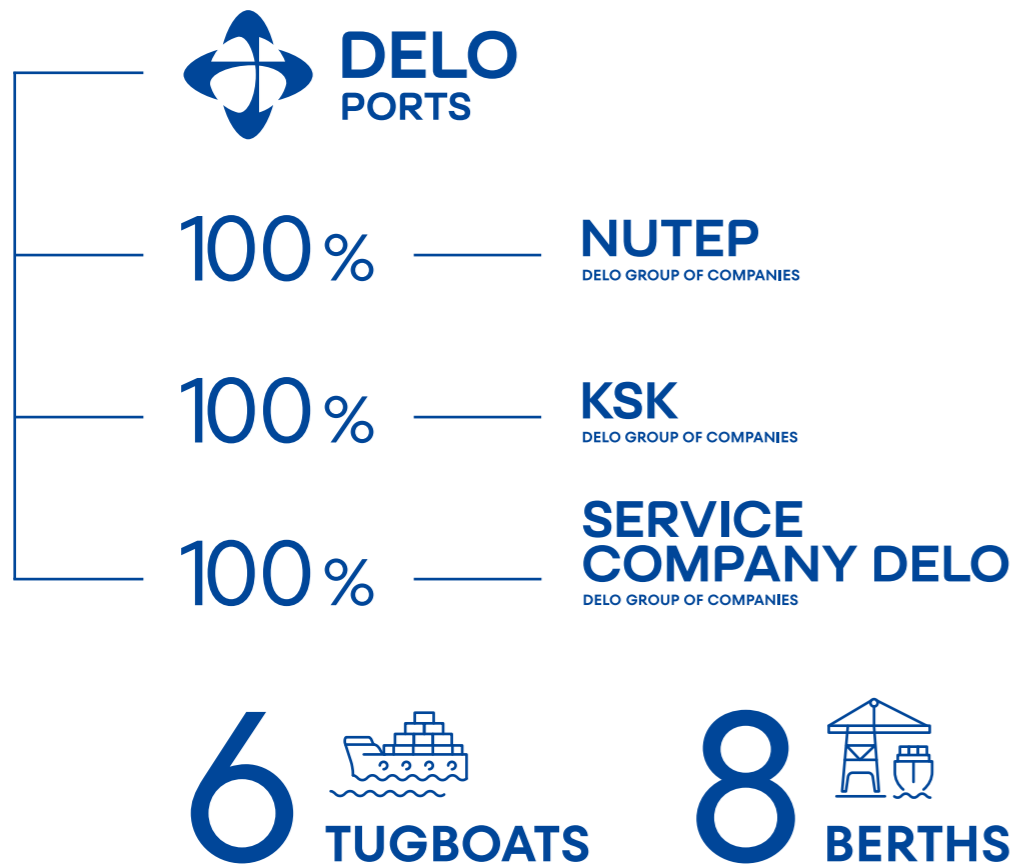 DELO
PORTS
100 %
NUTEP
DELO GROUP OF COMPANIES
100 %
KSK
DELO GROUP OF COMPANIES
100 %
SERVICE
COMPANY DELO
DELO GROUP OF COMPANIES
6
TUGBOATS
8
BERTHS